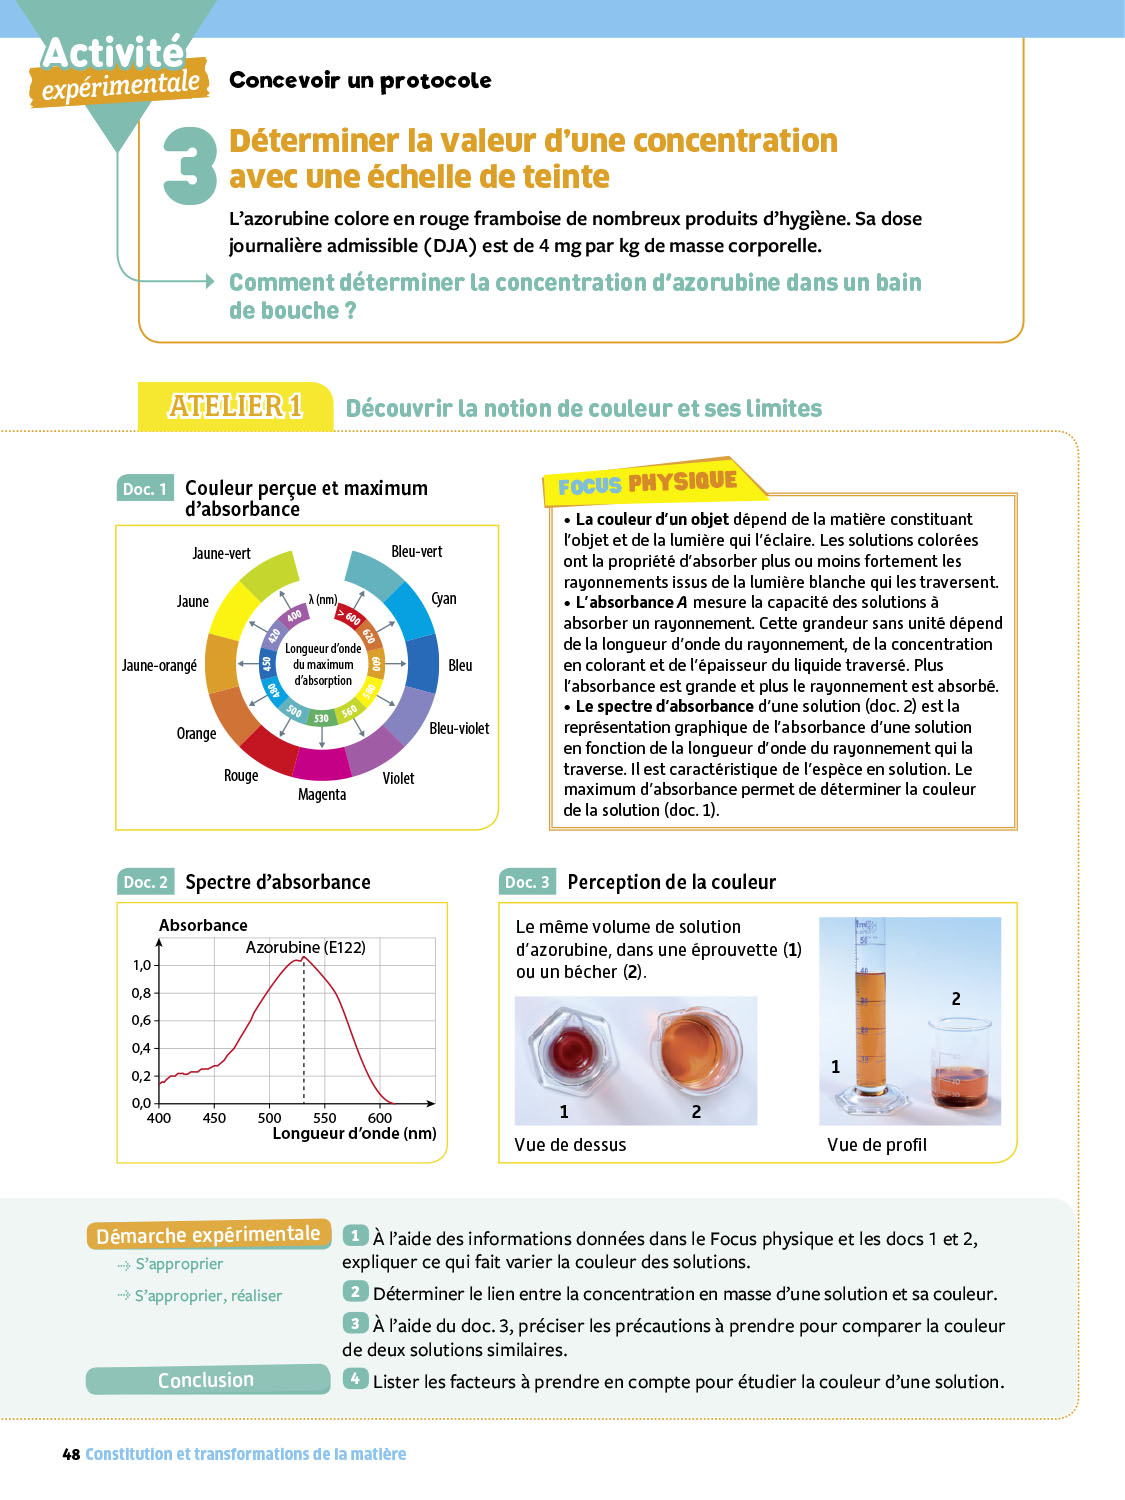 Activité
expérimentale
Concevoir un protocole
3
Déterminer la valeur d'une concentration
avec une échelle de teinte
L'azorubine colore en rouge framboise de nombreux produits d'hygiène. Sa dose
journalière admissible (DJA) est de 4 mg par kg de masse corporelle.
Comment déterminer la concentration d'azorubine dans un bain
de bouche ?
ATELIER 1
Découvrir la notion de couleur et ses limites
Doc. 1
Couleur perçue et maximum
d'absorbance
Jaune-vert
Bleu-vert
Jaune
Cyan
Jaune-orangé
Bleu
Orange
Bleu-violet
Rouge
Violet
Magenta
λ (nm)
400
420
450
480
500
530
560
580
600
620
> 600
Longueur d'onde
du maximum
d'absorption
FOCUS PHYSIQUE
• La couleur d'un objet dépend de la matière constituant
l'objet et de la lumière qui l'éclaire. Les solutions colorées
ont la propriété d'absorber plus ou moins fortement les
rayonnements issus de la lumière blanche qui les traversent.
• L'absorbance A mesure la capacité des solutions à
absorber un rayonnement. Cette grandeur sans unité dépend
de la longueur d'onde du rayonnement, de la concentration
en colorant et de l'épaisseur du liquide traversé. Plus
l'absorbance est grande et plus le rayonnement est absorbé.
• Le spectre d'absorbance d'une solution (doc. 2) est la
représentation graphique de l'absorbance d'une solution
en fonction de la longueur d'onde du rayonnement qui la
traverse. Il est caractéristique de l'espèce en solution. Le
maximum d'absorbance permet de déterminer la couleur
de la solution (doc. 1).
Doc. 2
Spectre d'absorbance
Absorbance
Azorubine (E122)
1,0
0,8
0,6
0,4
0,2
0,0
400 450 500 550 600
Longueur d'onde (nm)
Doc. 3
Perception de la couleur
Le même volume de solution
d'azorubine, dans une éprouvette (1)
ou un bécher (2).
1
2
Vue de dessus
1
2
Vue de profil
Démarche expérimentale
S'approprier
S'approprier, réaliser
1 À l'aide des informations données dans le Focus physique et les docs 1 et 2,
expliquer ce qui fait varier la couleur des solutions.
2 Déterminer le lien entre la concentration en masse d'une solution et sa couleur.
3 À l'aide du doc. 3, préciser les précautions à prendre pour comparer la couleur
de deux solutions similaires.
Conclusion
4 Lister les facteurs à prendre en compte pour étudier la couleur d'une solution.
48 Constitution et transformations de la matière